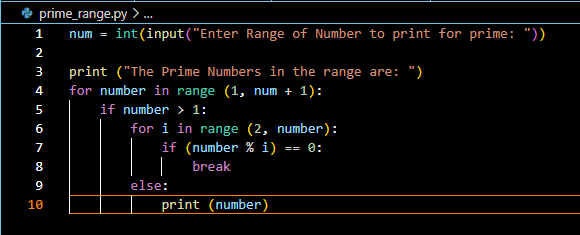 prime_range.py > ...
1 num = int(input("Enter Range of Number to print for prime: "))
2
3 print ("The Prime Numbers in the range are: ")
4 for number in range (1, num + 1):
5     if number > 1:
6         for i in range (2, number):
7             if (number % i) == 0:
8                 break
9         else:
10             print (number)